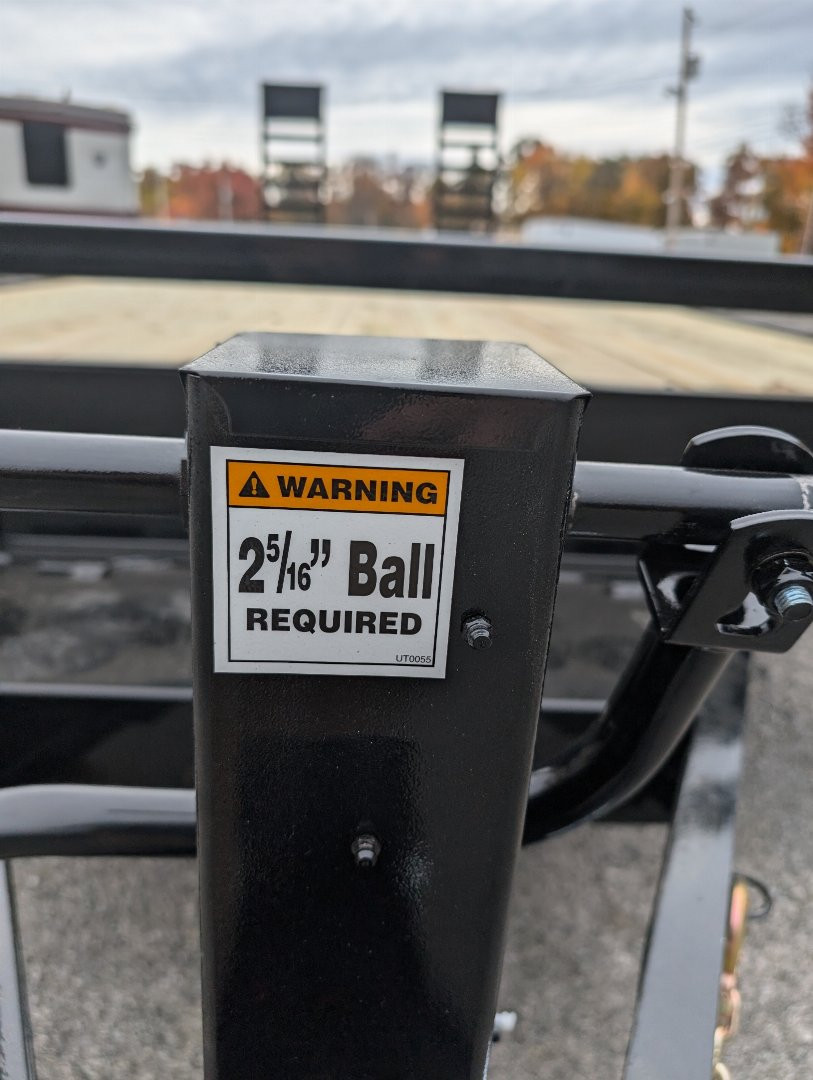 WARNING
2 5/16” Ball
REQUIRED
UT0055